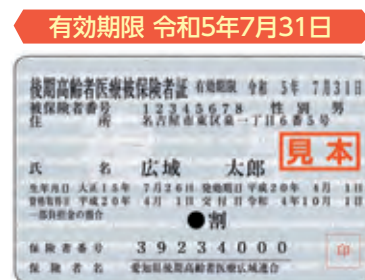 有効期限 令和5年7月31日
後期高齢者医療被保険者証 有効期限 令和 5年 7月31日
被保険者番号 12345678 性別 男
住所 名古屋市東区泉一丁目6番5号
見本
氏名 広域 太郎
生年月日 大正15年 7月26日 発効期日 平成20年 4月 1日
資格取得日 平成20年 4月 1日 交付日 令和 4年10月 1日
一部負担金の割合
●割
保険者番号 39234000
印
保険者名 愛知県後期高齢者医療広域連合